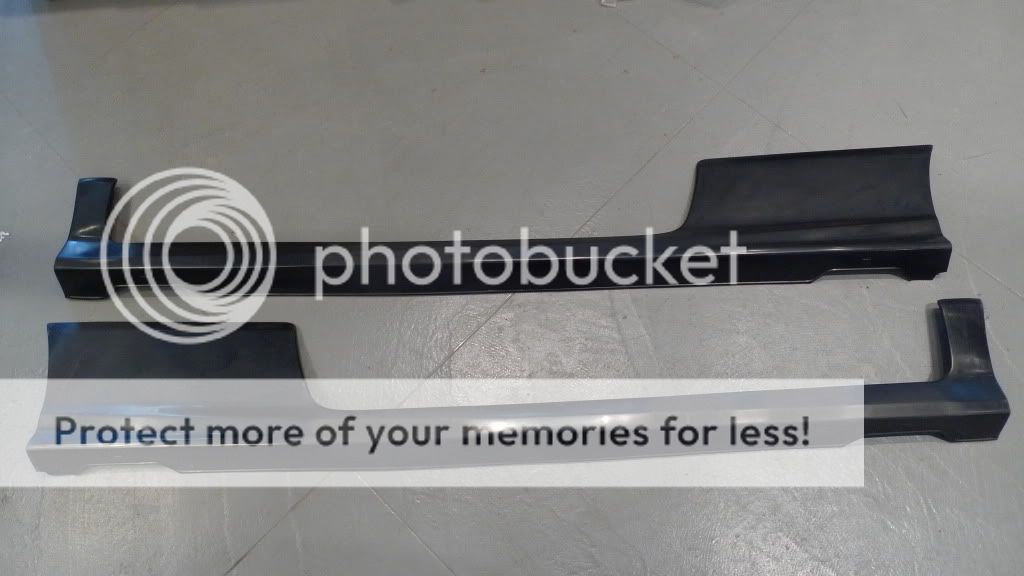 photobucket
Protect more of your memories for less!